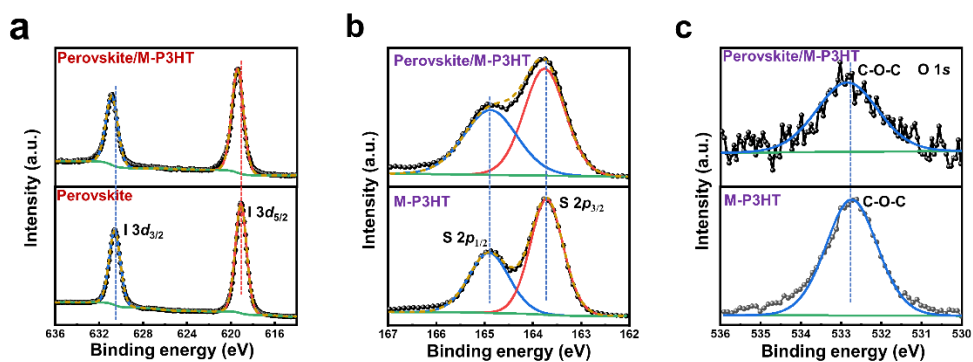 a
Perovskite/M-P3HT
Perovskite
I 3d3/2
I 3d5/2
Intensity (a.u.)
636 632 628 624 620 616
Binding energy (eV)
b
Perovskite/M-P3HT
M-P3HT
S 2p1/2
S 2p3/2
Intensity (a.u.)
167 166 165 164 163 162
Binding energy (eV)
c
Perovskite/M-P3HT
C-O-C
O 1s
M-P3HT
C-O-C
Intensity (a.u.)
536 535 534 533 532 531 530
Binding energy (eV)